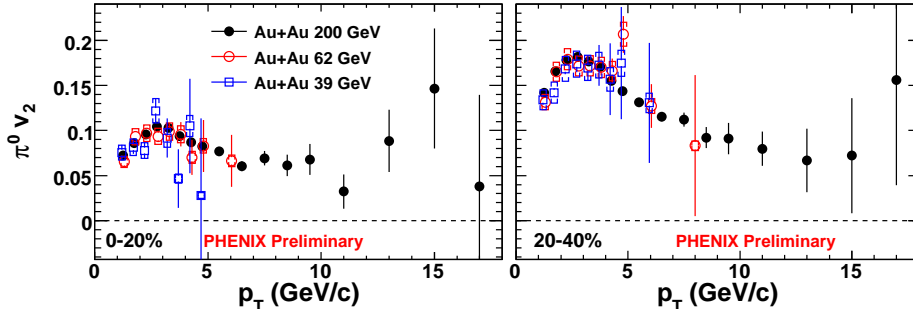 π⁰ v₂
0.2
0.15
0.1
0.05
0
Au+Au 200 GeV
Au+Au 62 GeV
Au+Au 39 GeV
0-20%
PHENIX Preliminary
0 5 10 15
p_T (GeV/c)
20-40%
PHENIX Preliminary
0 5 10 15
p_T (GeV/c)